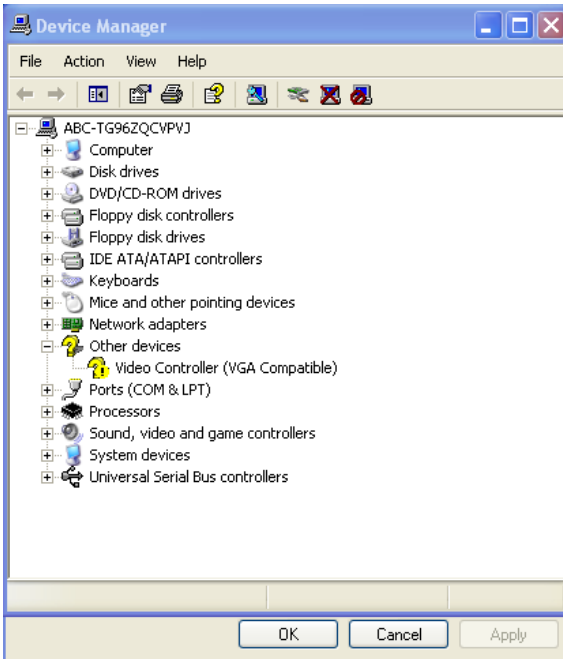 Device Manager
File Action View Help
ABC-TG96ZQCVPVJ
Computer
Disk drives
DVD/CD-ROM drives
Floppy disk controllers
Floppy disk drives
IDE ATA/ATAPI controllers
Keyboards
Mice and other pointing devices
Network adapters
Other devices
Video Controller (VGA Compatible)
Ports (COM & LPT)
Processors
Sound, video and game controllers
System devices
Universal Serial Bus controllers
OK Cancel Apply